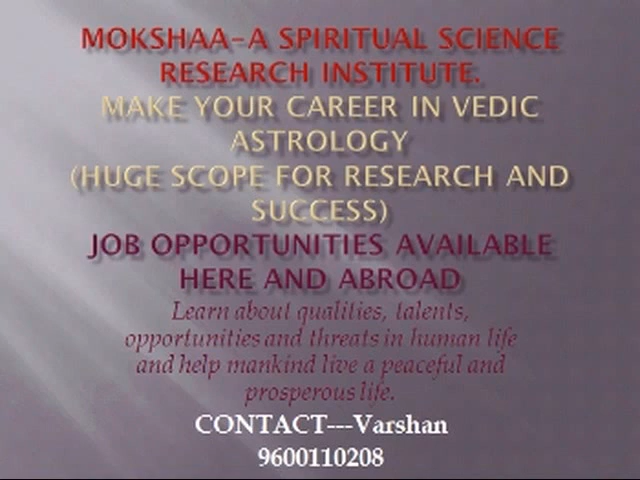 MOKSHAA-A SPIRITUAL SCIENCE
RESEARCH INSTITUTE.
MAKE YOUR CAREER IN VEDIC
ASTROLOGY
(HUGE SCOPE FOR RESEARCH AND
SUCCESS)
JOB OPPORTUNITIES AVAILABLE
HERE AND ABROAD
Learn about qualities, talents,
opportunities and threats in human life
and help mankind live a peaceful and
prosperous life.
CONTACT---Varshan
9600110208